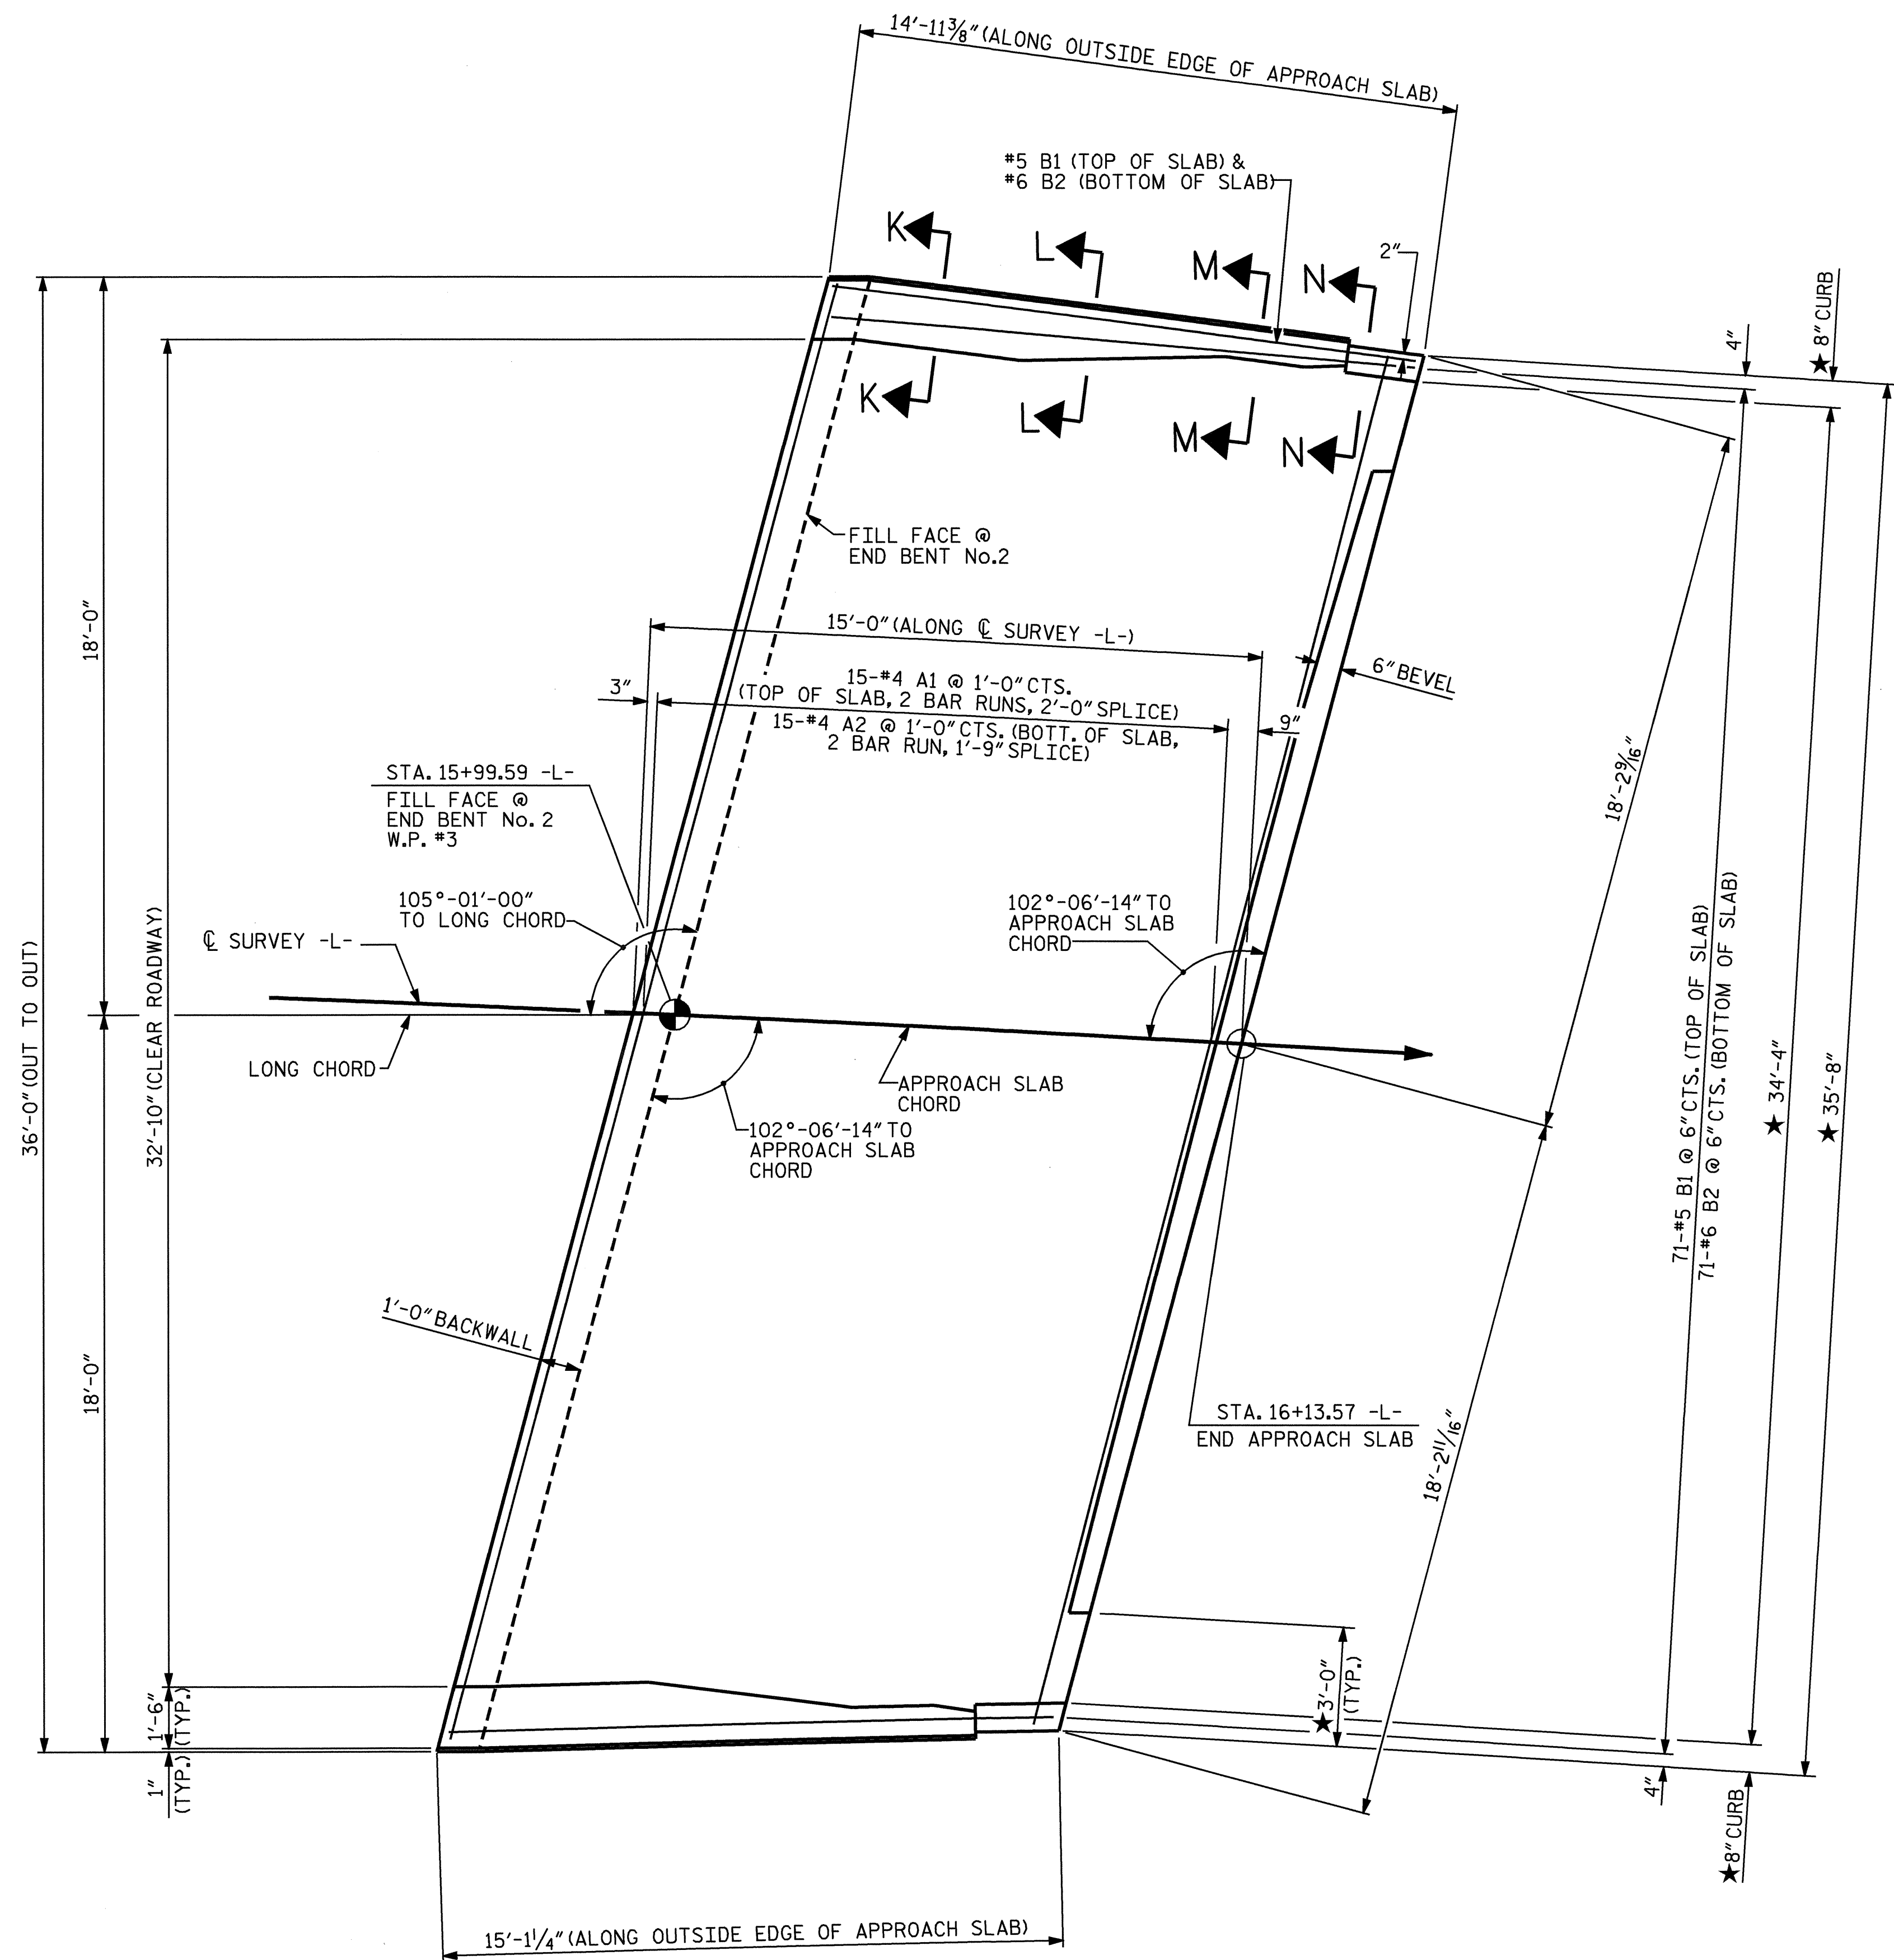 14′-11⅜″ (ALONG OUTSIDE EDGE OF APPROACH SLAB)
#5 B1 (TOP OF SLAB) &
#6 B2 (BOTTOM OF SLAB)
K
L
M
N
2″
4″
★ 8″ CURB
K
L
M
N
FILL FACE @
END BENT No.2
18′-0″
15′-0″ (ALONG ℄ SURVEY -L-)
15-#4 A1 @ 1′-0″ CTS.
(TOP OF SLAB, 2 BAR RUNS, 2′-0″ SPLICE)
15-#4 A2 @ 1′-0″ CTS. (BOTT. OF SLAB,
2 BAR RUN, 1′-9″ SPLICE)
3″
9″
6″ BEVEL
18′-2 9/16″
STA. 15+99.59 -L-
FILL FACE @
END BENT No. 2
W.P. #3
105°-01′-00″
TO LONG CHORD
102°-06′-14″ TO
APPROACH SLAB
CHORD
℄ SURVEY -L-
LONG CHORD
APPROACH SLAB
CHORD
102°-06′-14″ TO
APPROACH SLAB
CHORD
36′-0″ (OUT TO OUT)
32′-10″ (CLEAR ROADWAY)
71-#5 B1 @ 6″ CTS. (TOP OF SLAB)
71-#6 B2 @ 6″ CTS. (BOTTOM OF SLAB)
★ 34′-4″
★ 35′-8″
1′-0″ BACKWALL
18′-0″
STA. 16+13.57 -L-
END APPROACH SLAB
18′-2 11/16″
★ 3′-0″
(TYP.)
1′-6″
(TYP.)
1″
(TYP.)
4″
★ 8″ CURB
15′-1¼″ (ALONG OUTSIDE EDGE OF APPROACH SLAB)